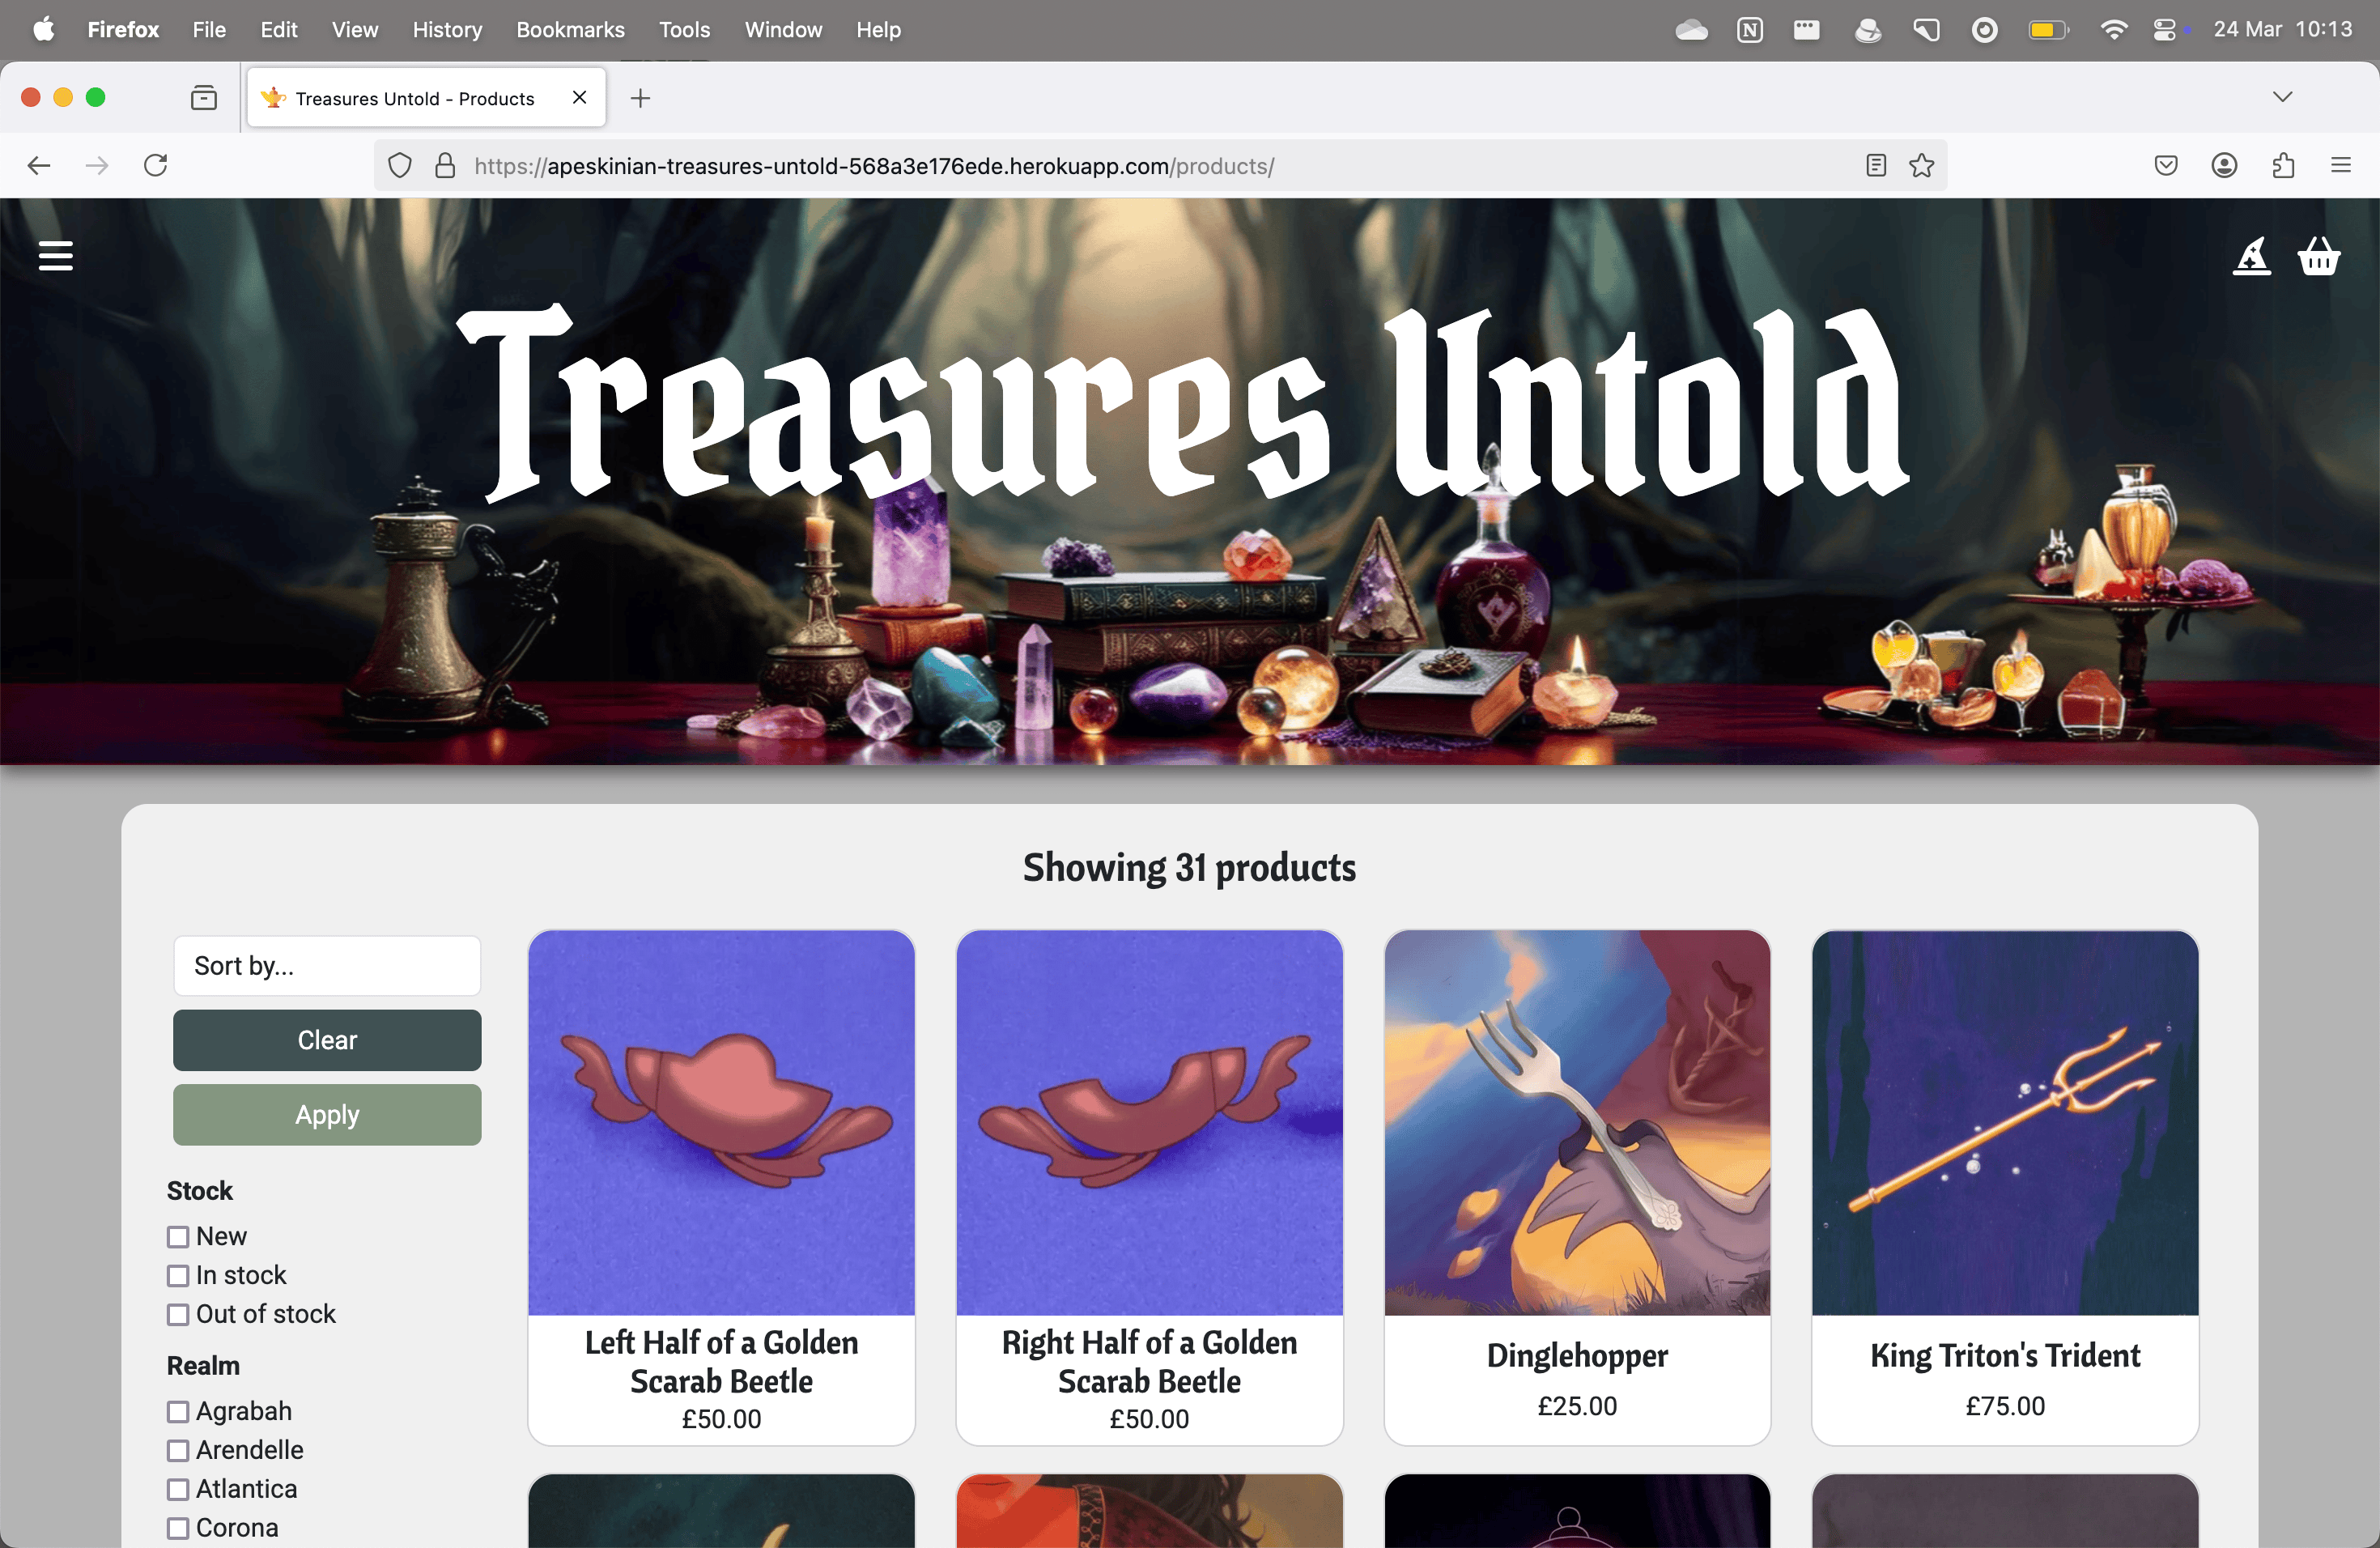 Firefox File Edit View History Bookmarks Tools Window Help 24 Mar 10:13
Treasures Untold - Products
https://apeskinian-treasures-untold-568a3e176ede.herokuapp.com/products/
Treasures Untold
Showing 31 products
Sort by...
Clear
Apply
Stock
New
In stock
Out of stock
Realm
Agrabah
Arendelle
Atlantica
Corona
Left Half of a Golden
Scarab Beetle
£50.00
Right Half of a Golden
Scarab Beetle
£50.00
Dinglehopper
£25.00
King Triton's Trident
£75.00